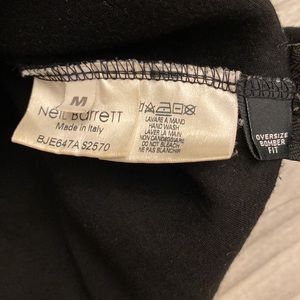 M
Neil Barrett
Made in Italy
BJE647A S2570
LAVARE A MANO
HAND WASH
LAVER LA MAIN
NON CANDEGGIARE
DO NOT BLEACH
NE PAS BLANCHIR
OVERSIZE
BOMBER
FIT